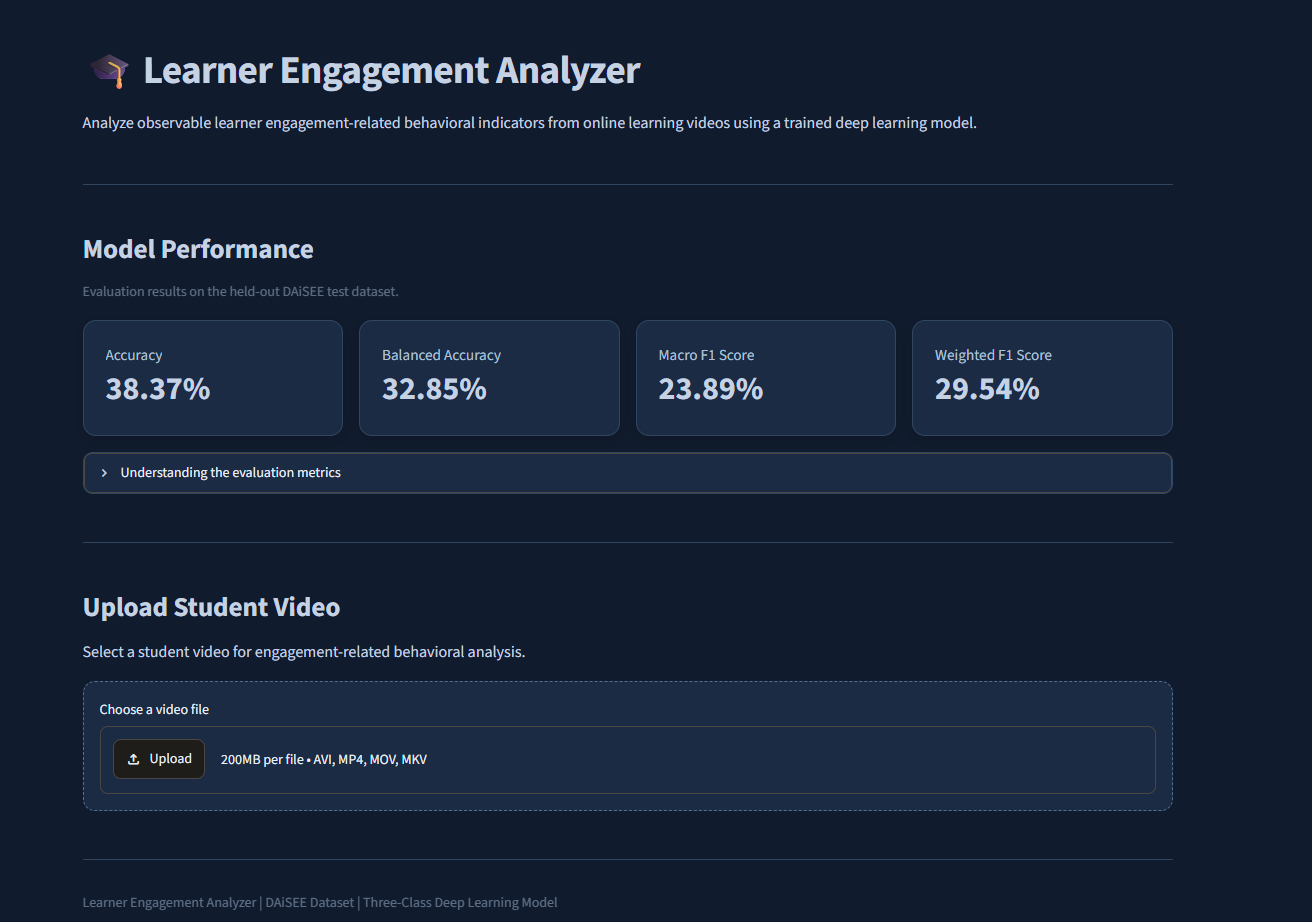 Learner Engagement Analyzer
Analyze observable learner engagement-related behavioral indicators from online learning videos using a trained deep learning model.
Model Performance
Evaluation results on the held-out DAiSEE test dataset.
Accuracy
38.37%
Balanced Accuracy
32.85%
Macro F1 Score
23.89%
Weighted F1 Score
29.54%
Understanding the evaluation metrics
Upload Student Video
Select a student video for engagement-related behavioral analysis.
Choose a video file
Upload
200MB per file • AVI, MP4, MOV, MKV
Learner Engagement Analyzer | DAiSEE Dataset | Three-Class Deep Learning Model